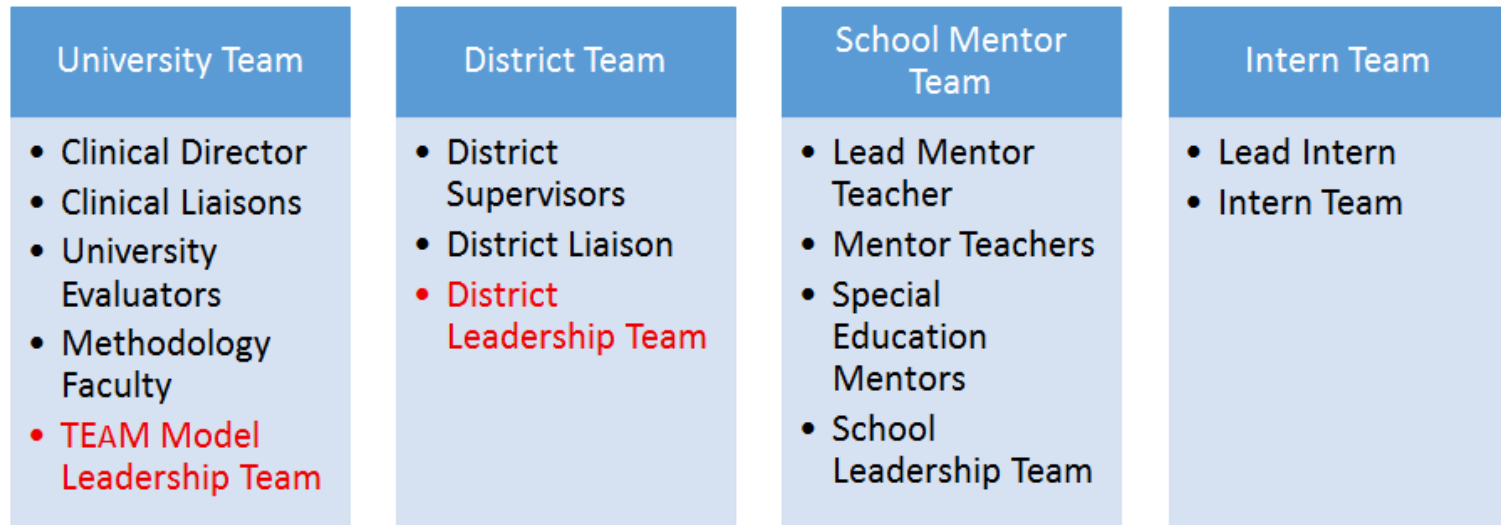 University Team
• Clinical Director
• Clinical Liaisons
• University
Evaluators
• Methodology
Faculty
• TEAM Model
Leadership Team
District Team
• District
Supervisors
• District Liaison
• District
Leadership Team
School Mentor
Team
• Lead Mentor
Teacher
• Mentor Teachers
• Special
Education
Mentors
• School
Leadership Team
Intern Team
• Lead Intern
• Intern Team